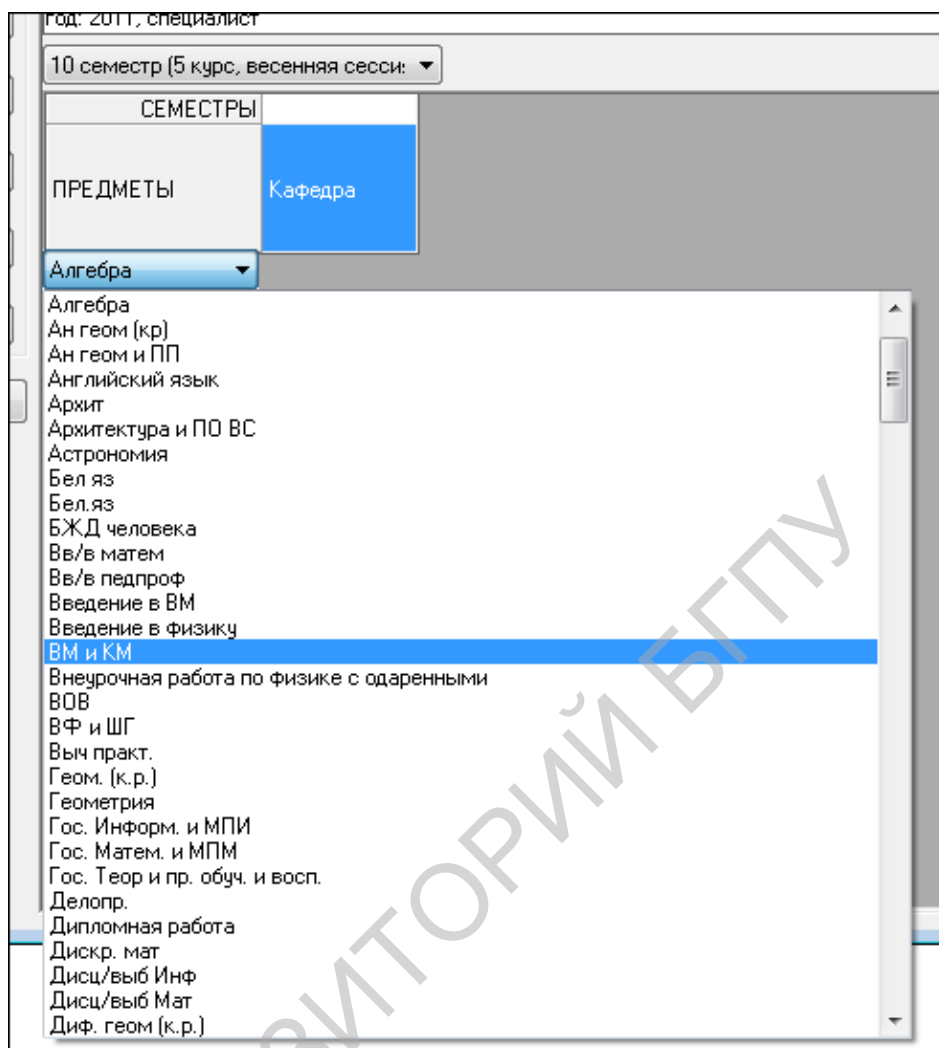 год: 2011, специалист
10 семестр (5 курс, весенняя сесси
СЕМЕСТРЫ
ПРЕДМЕТЫ
Кафедра
Алгебра
Алгебра
Ан геом (кр)
Ан геом и ПП
Английский язык
Архит
Архитектура и ПО ВС
Астрономия
Бел яз
Бел.яз
БЖД человека
Вв/в матем
Вв/в педпроф
Введение в ВМ
Введение в физику
ВМ и КМ
Внеурочная работа по физике с одаренными
ВОВ
ВФ и ШГ
Выч практ.
Геом. (к.р.)
Геометрия
Гос. Информ. и МПИ
Гос. Матем. и МПМ
Гос. Теор и пр. обуч. и восп.
Делопр.
Дипломная работа
Дискр. мат
Дисц/выб Инф
Дисц/выб Мат
Диф. геом (к.р.)
ЗИТОРИЙ БГПУ